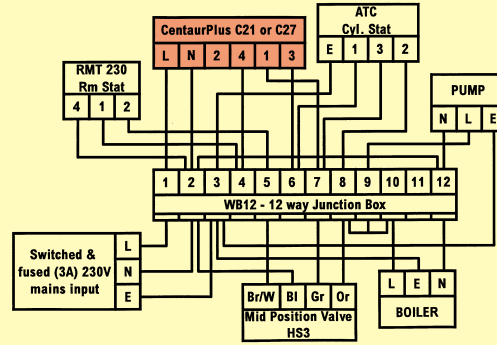 CentaurPlus C21 or C27
L N 2 4 1 3
ATC
Cyl. Stat
E 1 3 2
RMT 230
Rm Stat
4 1 2
PUMP
N L E
1 2 3 4 5 6 7 8 9 10 11 12
WB12 - 12 way Junction Box
Switched &
fused (3A) 230V
mains input
L
N
E
Br/W Bl Gr Or
Mid Position Valve
HS3
L E N
BOILER